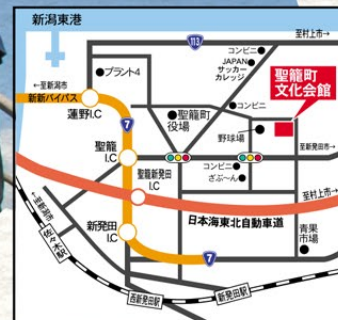 新潟東港
113
コンビニ
至村上市→
プラント4
JAPAN
サッカー
カレッジ
聖籠町
文化会館
←至新潟市
新新バイパス
蓮野I.C
7
聖籠町
役場
コンビニ
野球場
聖籠
I.C
至新発田市→
聖籠新発田
I.C
コンビニ
ざぶ〜ん
至村上市→
日本海東北自動車道
←至新潟市
佐々木駅
新発田
I.C
7
青果
市場
西新発田駅
新発田駅